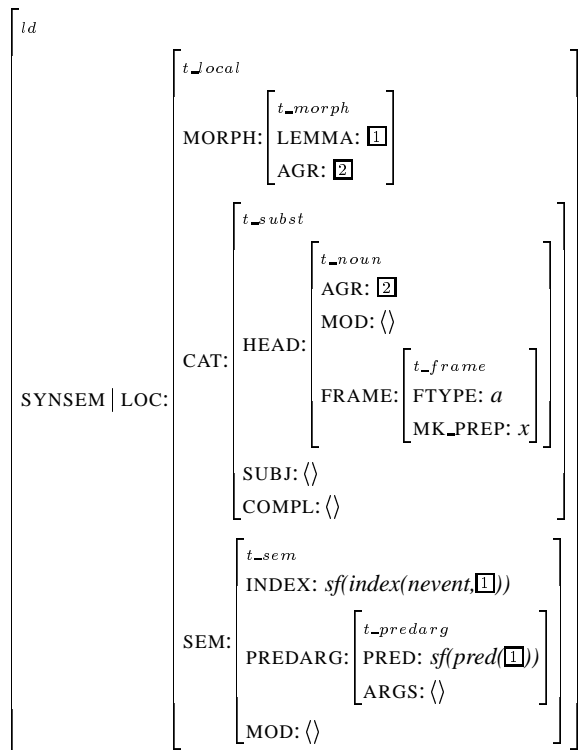 ld
t_local
t_morph
MORPH: LEMMA: 1
AGR: 2
t_subst
t_noun
AGR: 2
MOD: ⟨⟩
CAT: HEAD:
t_frame
SYNSEM | LOC: FRAME: FTYPE: a
MK_PREP: x
SUBJ: ⟨⟩
COMPL: ⟨⟩
t_sem
INDEX: sf(index(nevent,1))
t_predarg
SEM: PREDARG: PRED: sf(pred(1))
ARGS: ⟨⟩
MOD: ⟨⟩